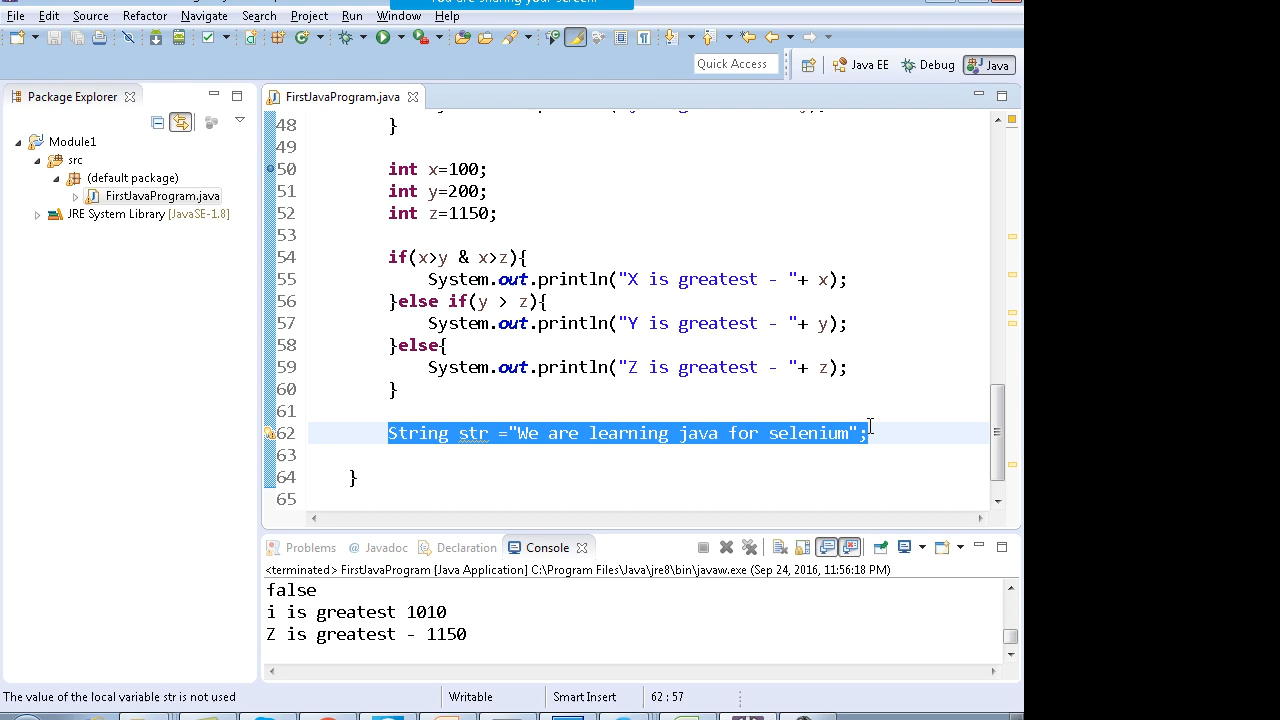 You are sharing your screen.
File Edit Source Refactor Navigate Search Project Run Window Help
Quick Access
Java EE
Debug
Java
Package Explorer
FirstJavaProgram.java
Module1
src
(default package)
FirstJavaProgram.java
JRE System Library [JavaSE-1.8]
48 }
49
50 int x=100;
51 int y=200;
52 int z=1150;
53
54 if(x>y & x>z){
55 System.out.println("X is greatest - "+ x);
56 }else if(y > z){
57 System.out.println("Y is greatest - "+ y);
58 }else{
59 System.out.println("Z is greatest - "+ z);
60 }
61
62 String str ="We are learning java for selenium";
63
64 }
65
Problems Javadoc Declaration Console
<terminated> FirstJavaProgram [Java Application] C:\Program Files\Java\jre8\bin\javaw.exe (Sep 24, 2016, 11:56:18 PM)
false
i is greatest 1010
Z is greatest - 1150
The value of the local variable str is not used
Writable
Smart Insert
62 : 57